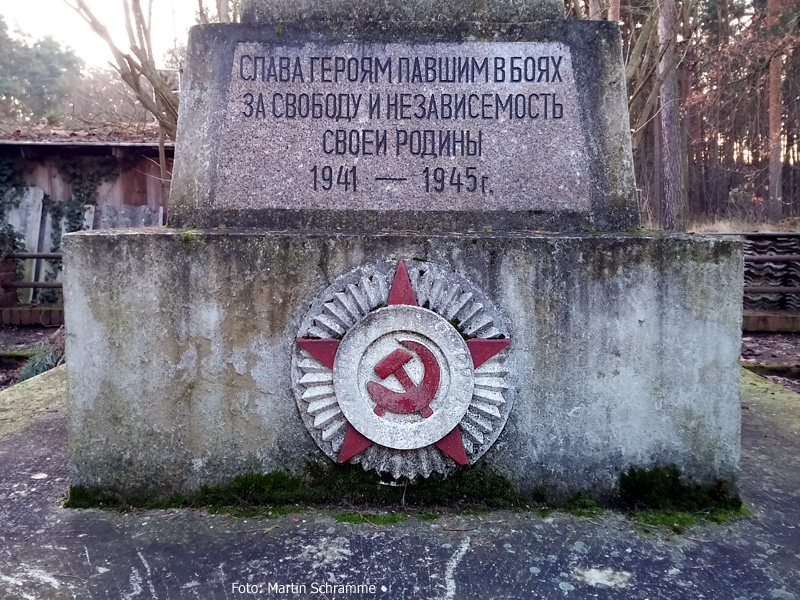 СЛАВА ГЕРОЯМ ПАВШИМ В БОЯХ
ЗА СВОБОДУ И НЕЗАВИСЕМОСТЬ
СВОЕИ РОДИНЫ
1941 — 1945г.
Foto: Martin Schramme •